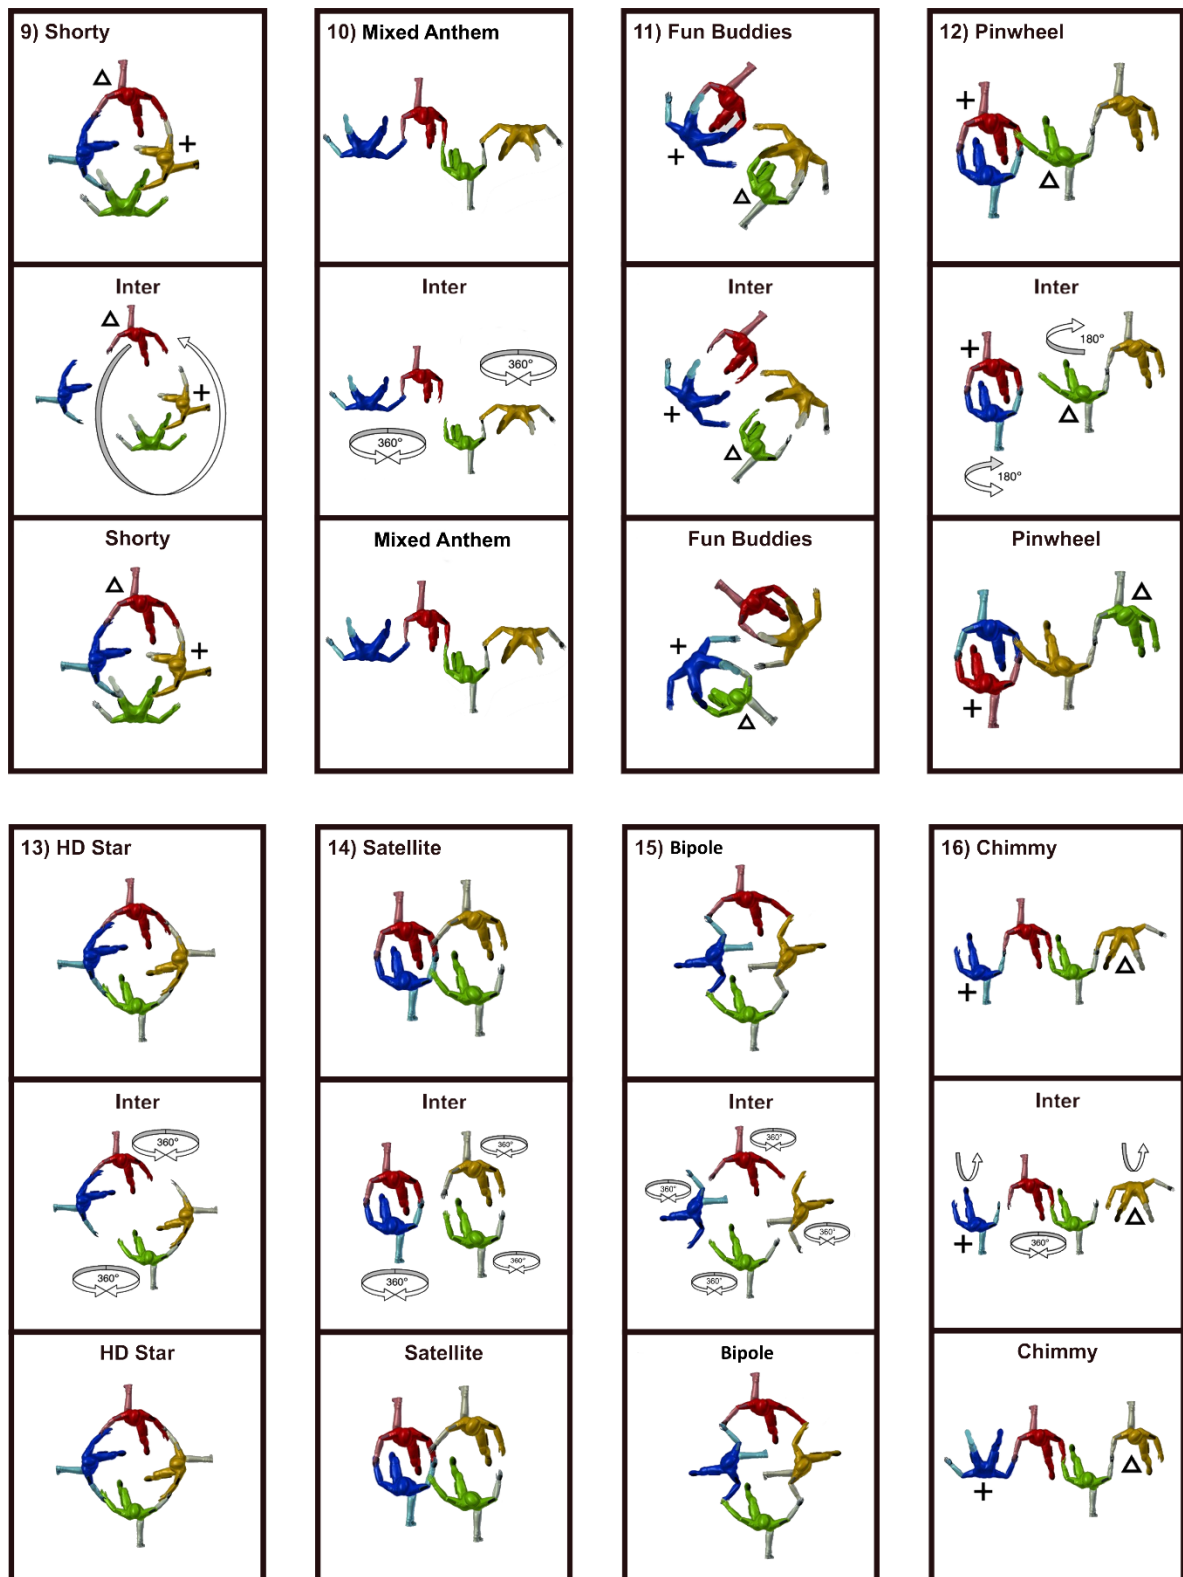 9) Shorty
10) Mixed Anthem
11) Fun Buddies
12) Pinwheel
Δ
+
+
Δ
+
Δ
Inter
Inter
Inter
Inter
Δ
+
360°
360°
+
Δ
+
180°
Δ
180°
Shorty
Mixed Anthem
Fun Buddies
Pinwheel
Δ
+
+
Δ
Δ
+
13) HD Star
14) Satellite
15) Bipole
16) Chimmy
+
Δ
Inter
Inter
Inter
Inter
360°
360°
360°
360°
360°
360°
360°
360°
360°
+
Δ
360°
HD Star
Satellite
Bipole
Chimmy
+
Δ